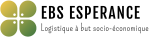 EBS ESPERANCE
Logistique à but socio-économique